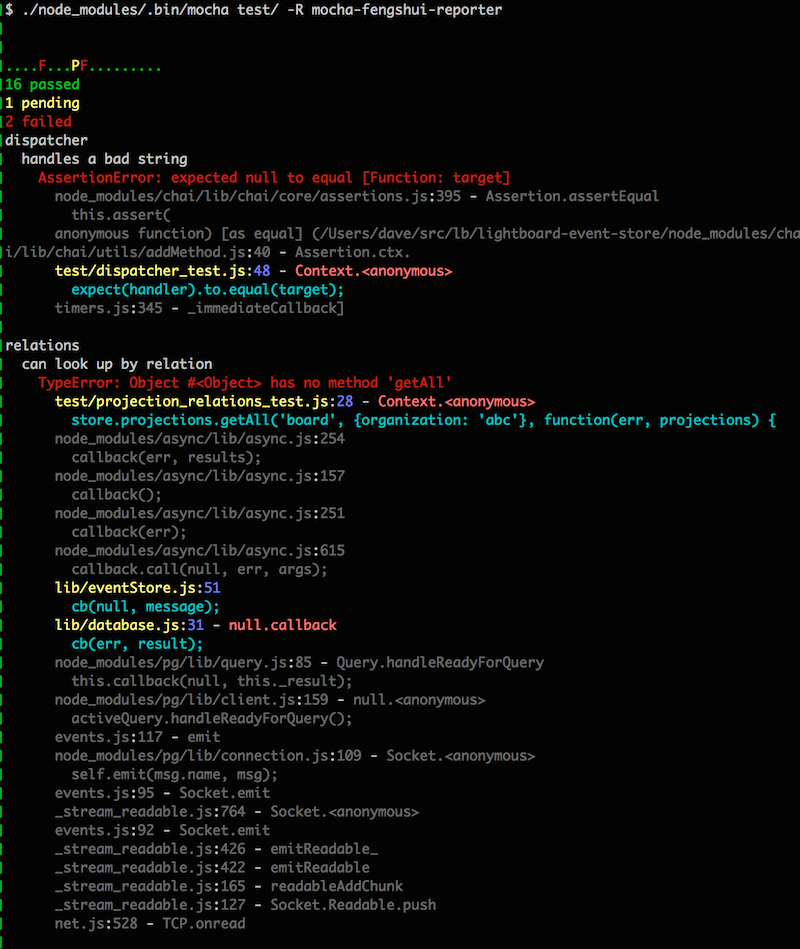 $ ./node_modules/.bin/mocha test/ -R mocha-fengshui-reporter
....F...PF.........
16 passed
1 pending
2 failed
dispatcher
handles a bad string
AssertionError: expected null to equal [Function: target]
node_modules/chai/lib/chai/core/assertions.js:395 - Assertion.assertEqual
this.assert(
anonymous function) [as equal] (/Users/dave/src/lb/lightboard-event-store/node_modules/cha
i/lib/chai/utils/addMethod.js:40 - Assertion.ctx.
test/dispatcher_test.js:48 - Context.<anonymous>
expect(handler).to.equal(target);
timers.js:345 - _immediateCallback]
relations
can look up by relation
TypeError: Object #<Object> has no method 'getAll'
test/projection_relations_test.js:28 - Context.<anonymous>
store.projections.getAll('board', {organization: 'abc'}, function(err, projections) {
node_modules/async/lib/async.js:254
callback(err, results);
node_modules/async/lib/async.js:157
callback();
node_modules/async/lib/async.js:251
callback(err);
node_modules/async/lib/async.js:615
callback.call(null, err, args);
lib/eventStore.js:51
cb(null, message);
lib/database.js:31 - null.callback
cb(err, result);
node_modules/pg/lib/query.js:85 - Query.handleReadyForQuery
this.callback(null, this._result);
node_modules/pg/lib/client.js:159 - null.<anonymous>
activeQuery.handleReadyForQuery();
events.js:117 - emit
node_modules/pg/lib/connection.js:109 - Socket.<anonymous>
self.emit(msg.name, msg);
events.js:95 - Socket.emit
_stream_readable.js:764 - Socket.<anonymous>
events.js:92 - Socket.emit
_stream_readable.js:426 - emitReadable_
_stream_readable.js:422 - emitReadable
_stream_readable.js:165 - readableAddChunk
_stream_readable.js:127 - Socket.Readable.push
net.js:528 - TCP.onread